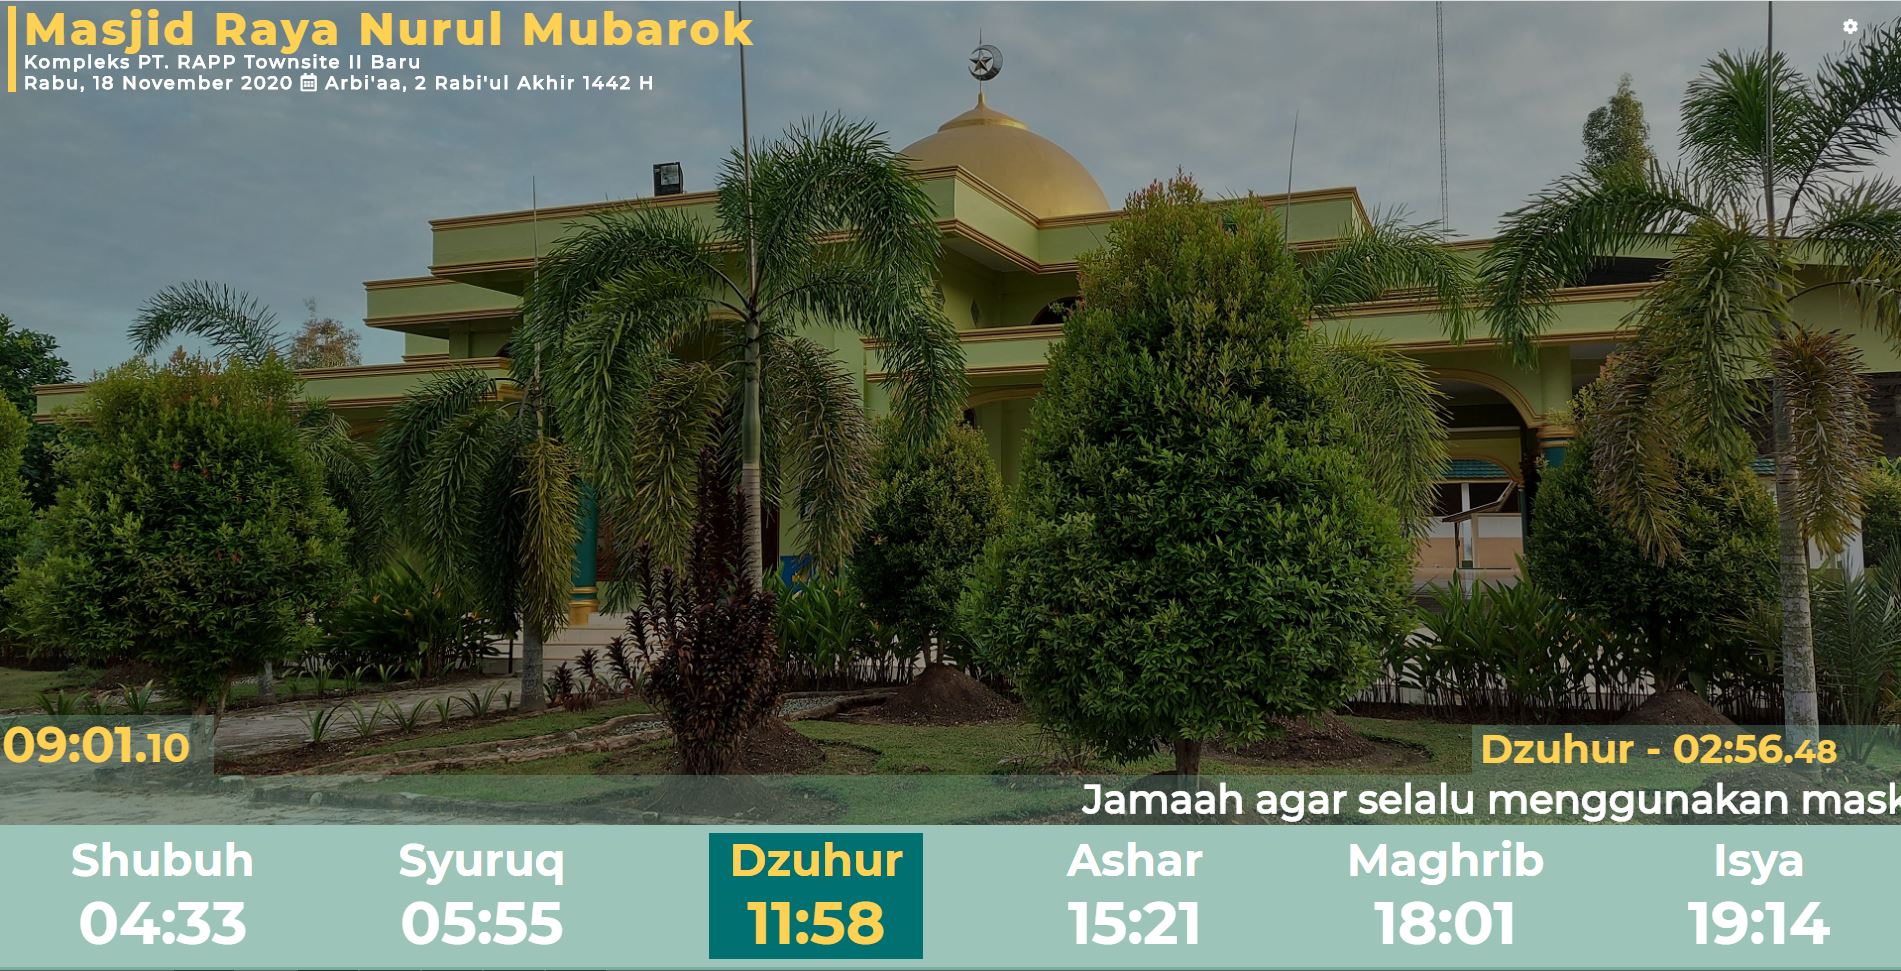 Masjid Raya Nurul Mubarok
Kompleks PT. RAPP Townsite II Baru
Rabu, 18 November 2020 Arbi'aa, 2 Rabi'ul Akhir 1442 H
09:01.10
Dzuhur - 02:56.48
Jamaah agar selalu menggunakan mask
Shubuh Syuruq Dzuhur Ashar Maghrib Isya
04:33 05:55 11:58 15:21 18:01 19:14